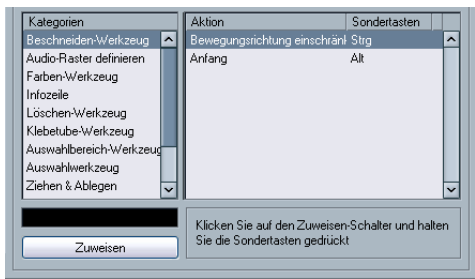 Kategorien
Beschneiden-Werkzeug
Audio-Raster definieren
Farben-Werkzeug
Infozeile
Löschen-Werkzeug
Klebetube-Werkzeug
Auswahlbereich-Werkzeug
Auswahlwerkzeug
Ziehen & Ablegen
Aktion Sondertasten
Bewegungsrichtung einschränk Strg
Anfang Alt
Zuweisen
Klicken Sie auf den Zuweisen-Schalter und halten
Sie die Sondertasten gedrückt